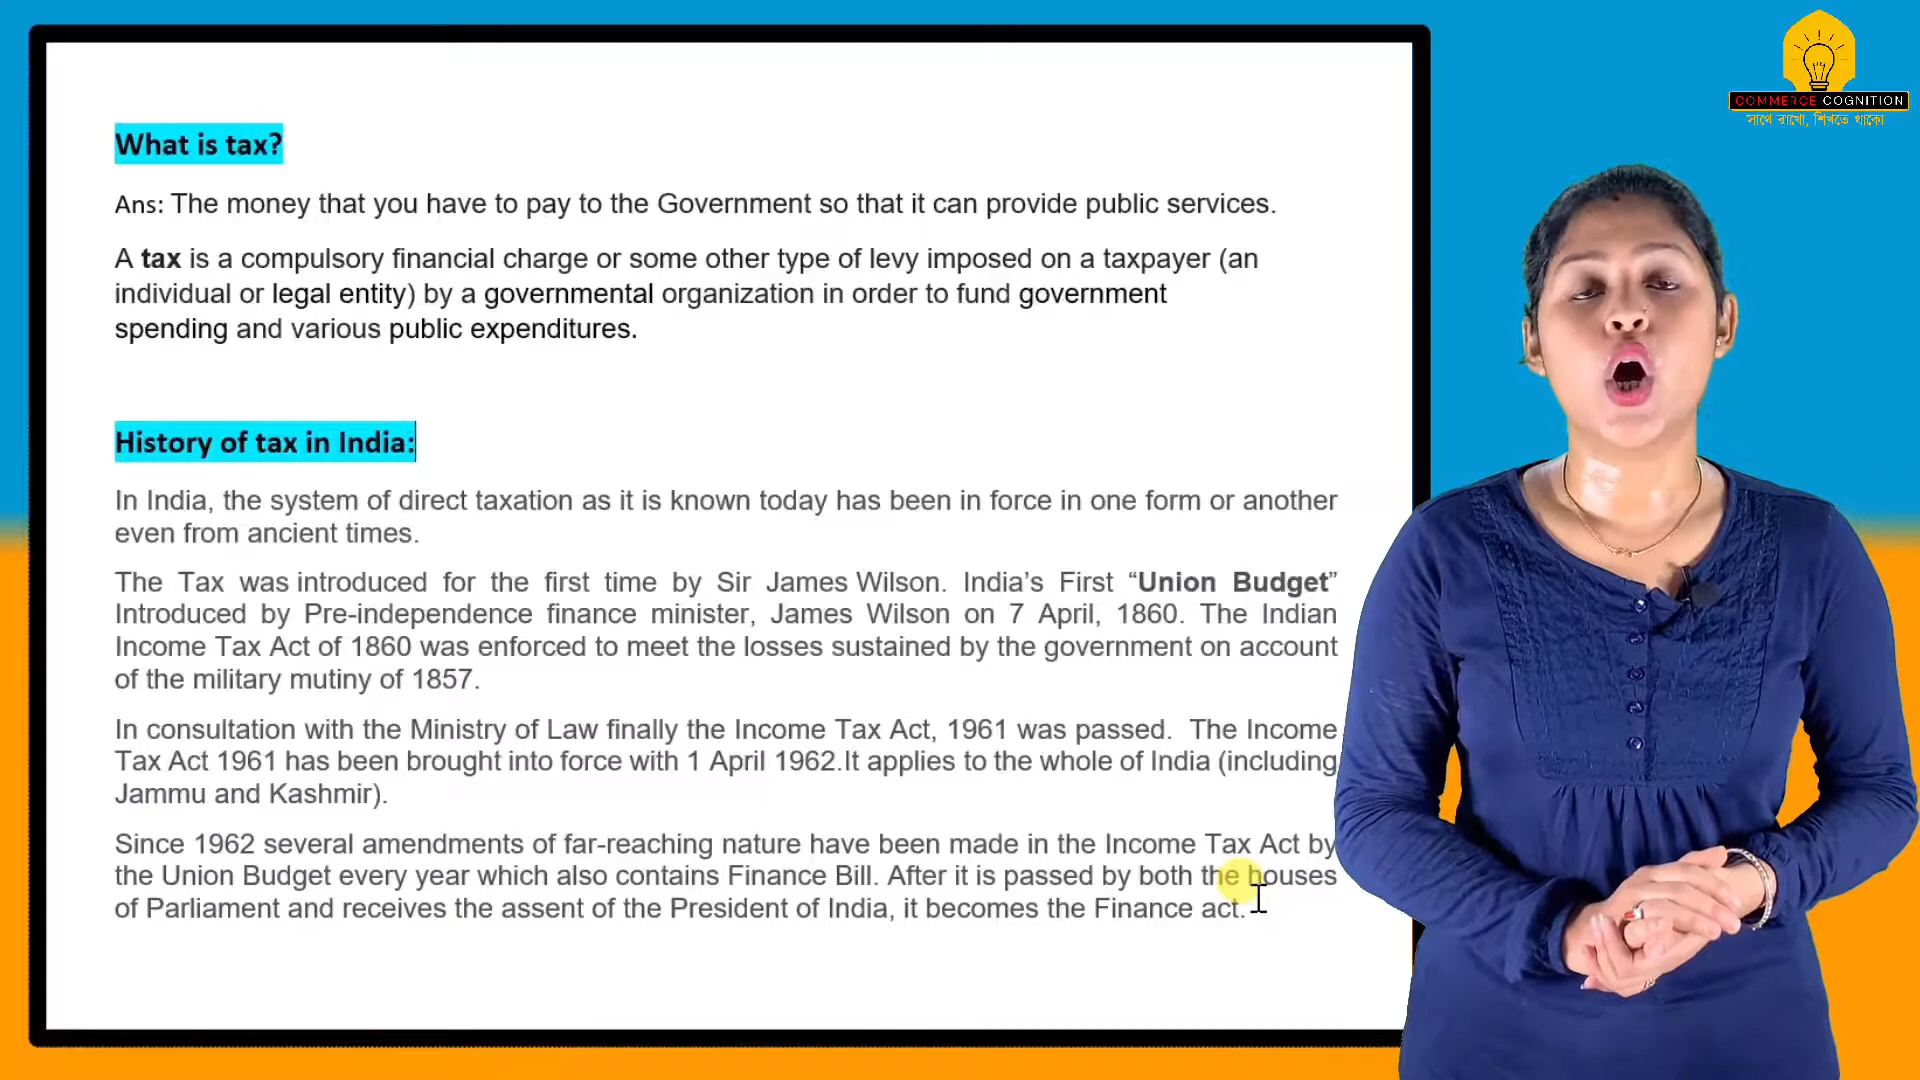 COMMERCE COGNITION
সাথে রাখো, শিখতে থাকো
What is tax?
Ans: The money that you have to pay to the Government so that it can provide public services.
A tax is a compulsory financial charge or some other type of levy imposed on a taxpayer (an
individual or legal entity) by a governmental organization in order to fund government
spending and various public expenditures.
History of tax in India:
In India, the system of direct taxation as it is known today has been in force in one form or another
even from ancient times.
The Tax was introduced for the first time by Sir James Wilson. India’s First “Union Budget”
Introduced by Pre-independence finance minister, James Wilson on 7 April, 1860. The Indian
Income Tax Act of 1860 was enforced to meet the losses sustained by the government on account
of the military mutiny of 1857.
In consultation with the Ministry of Law finally the Income Tax Act, 1961 was passed. The Income
Tax Act 1961 has been brought into force with 1 April 1962.It applies to the whole of India (including
Jammu and Kashmir).
Since 1962 several amendments of far-reaching nature have been made in the Income Tax Act by
the Union Budget every year which also contains Finance Bill. After it is passed by both the houses
of Parliament and receives the assent of the President of India, it becomes the Finance act.